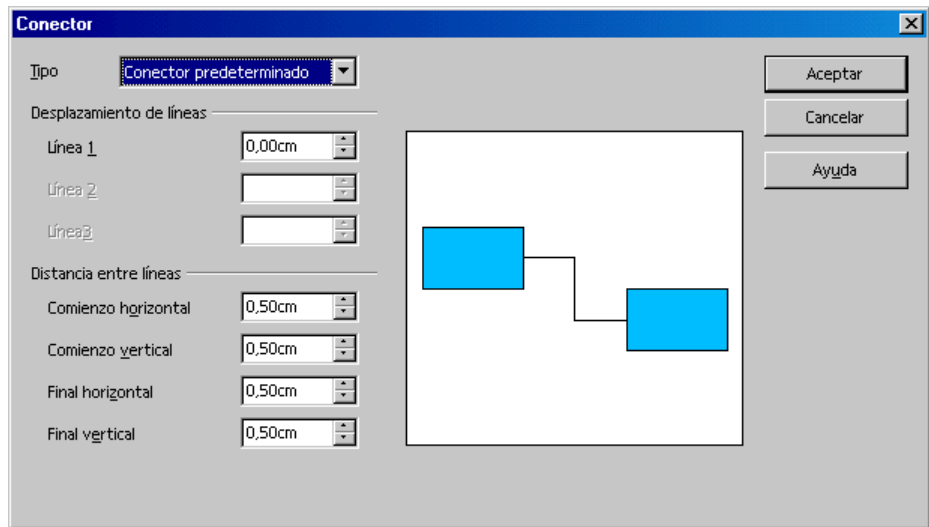 Conector
Tipo Conector predeterminado
Aceptar
Desplazamiento de líneas
Cancelar
Línea 1 0,00cm
Ayuda
Línea 2
Línea3
Distancia entre líneas
Comienzo horizontal 0,50cm
Comienzo vertical 0,50cm
Final horizontal 0,50cm
Final vertical 0,50cm